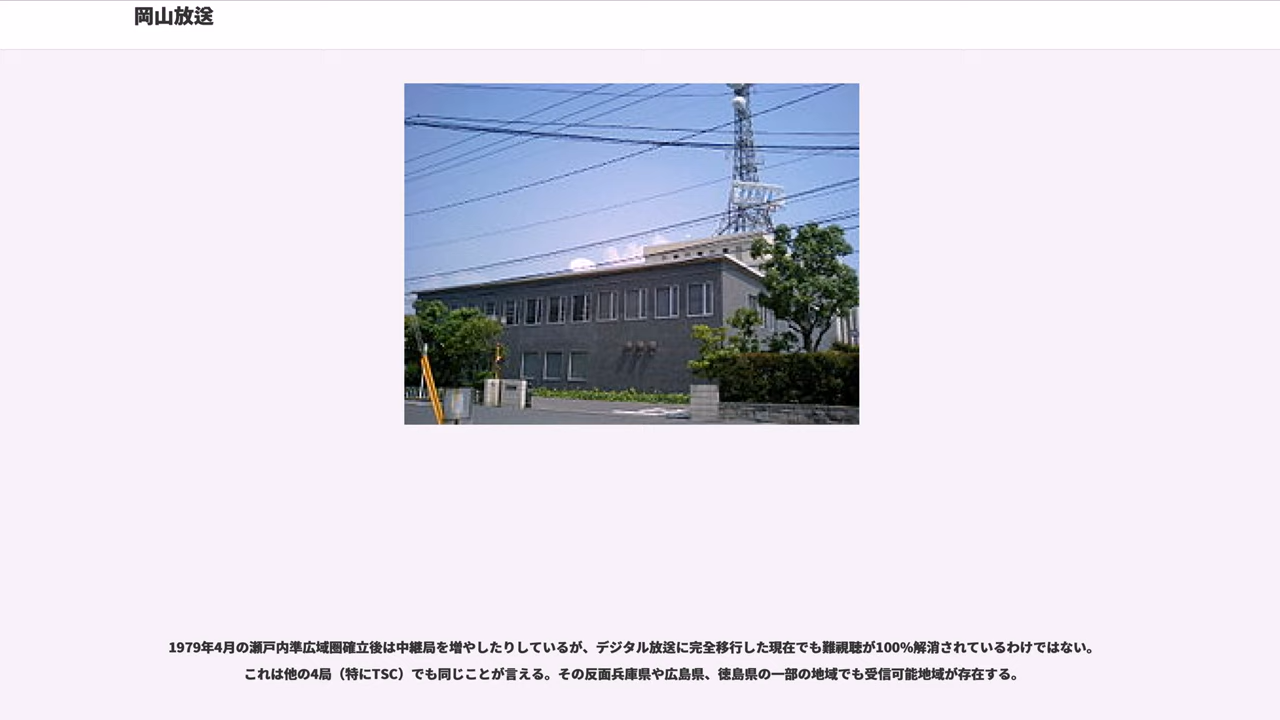 岡山放送
1979年4月の瀬戸内準広域圏確立後は中継局を増やしたりしているが、デジタル放送に完全移行した現在でも難視聴が100%解消されているわけではない。
これは他の4局（特にTSC）でも同じことが言える。その反面兵庫県や広島県、徳島県の一部の地域でも受信可能地域が存在する。